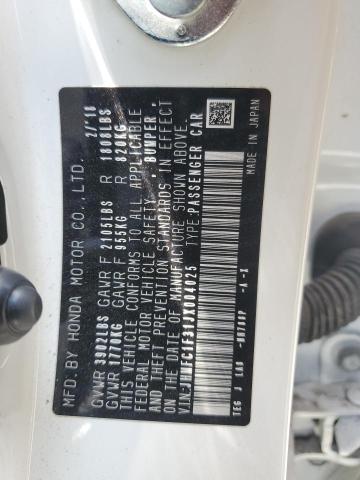 MFD BY HONDA MOTOR CO., LTD. 2/'18
GVWR 3902LBS GAWR F 2105LBS R 1808LBS
GVWR 1770KG GAWR F 955KG R 820KG
THIS VEHICLE CONFORMS TO ALL APPLICABLE
FEDERAL MOTOR VEHICLE SAFETY, BUMPER,
AND THEFT PREVENTION STANDARDS IN EFFECT
ON THE DATE OF MANUFACTURE SHOWN ABOVE.
TYPE:PASSENGER CAR
MADE IN JAPAN
TEG J EAD
-A -X